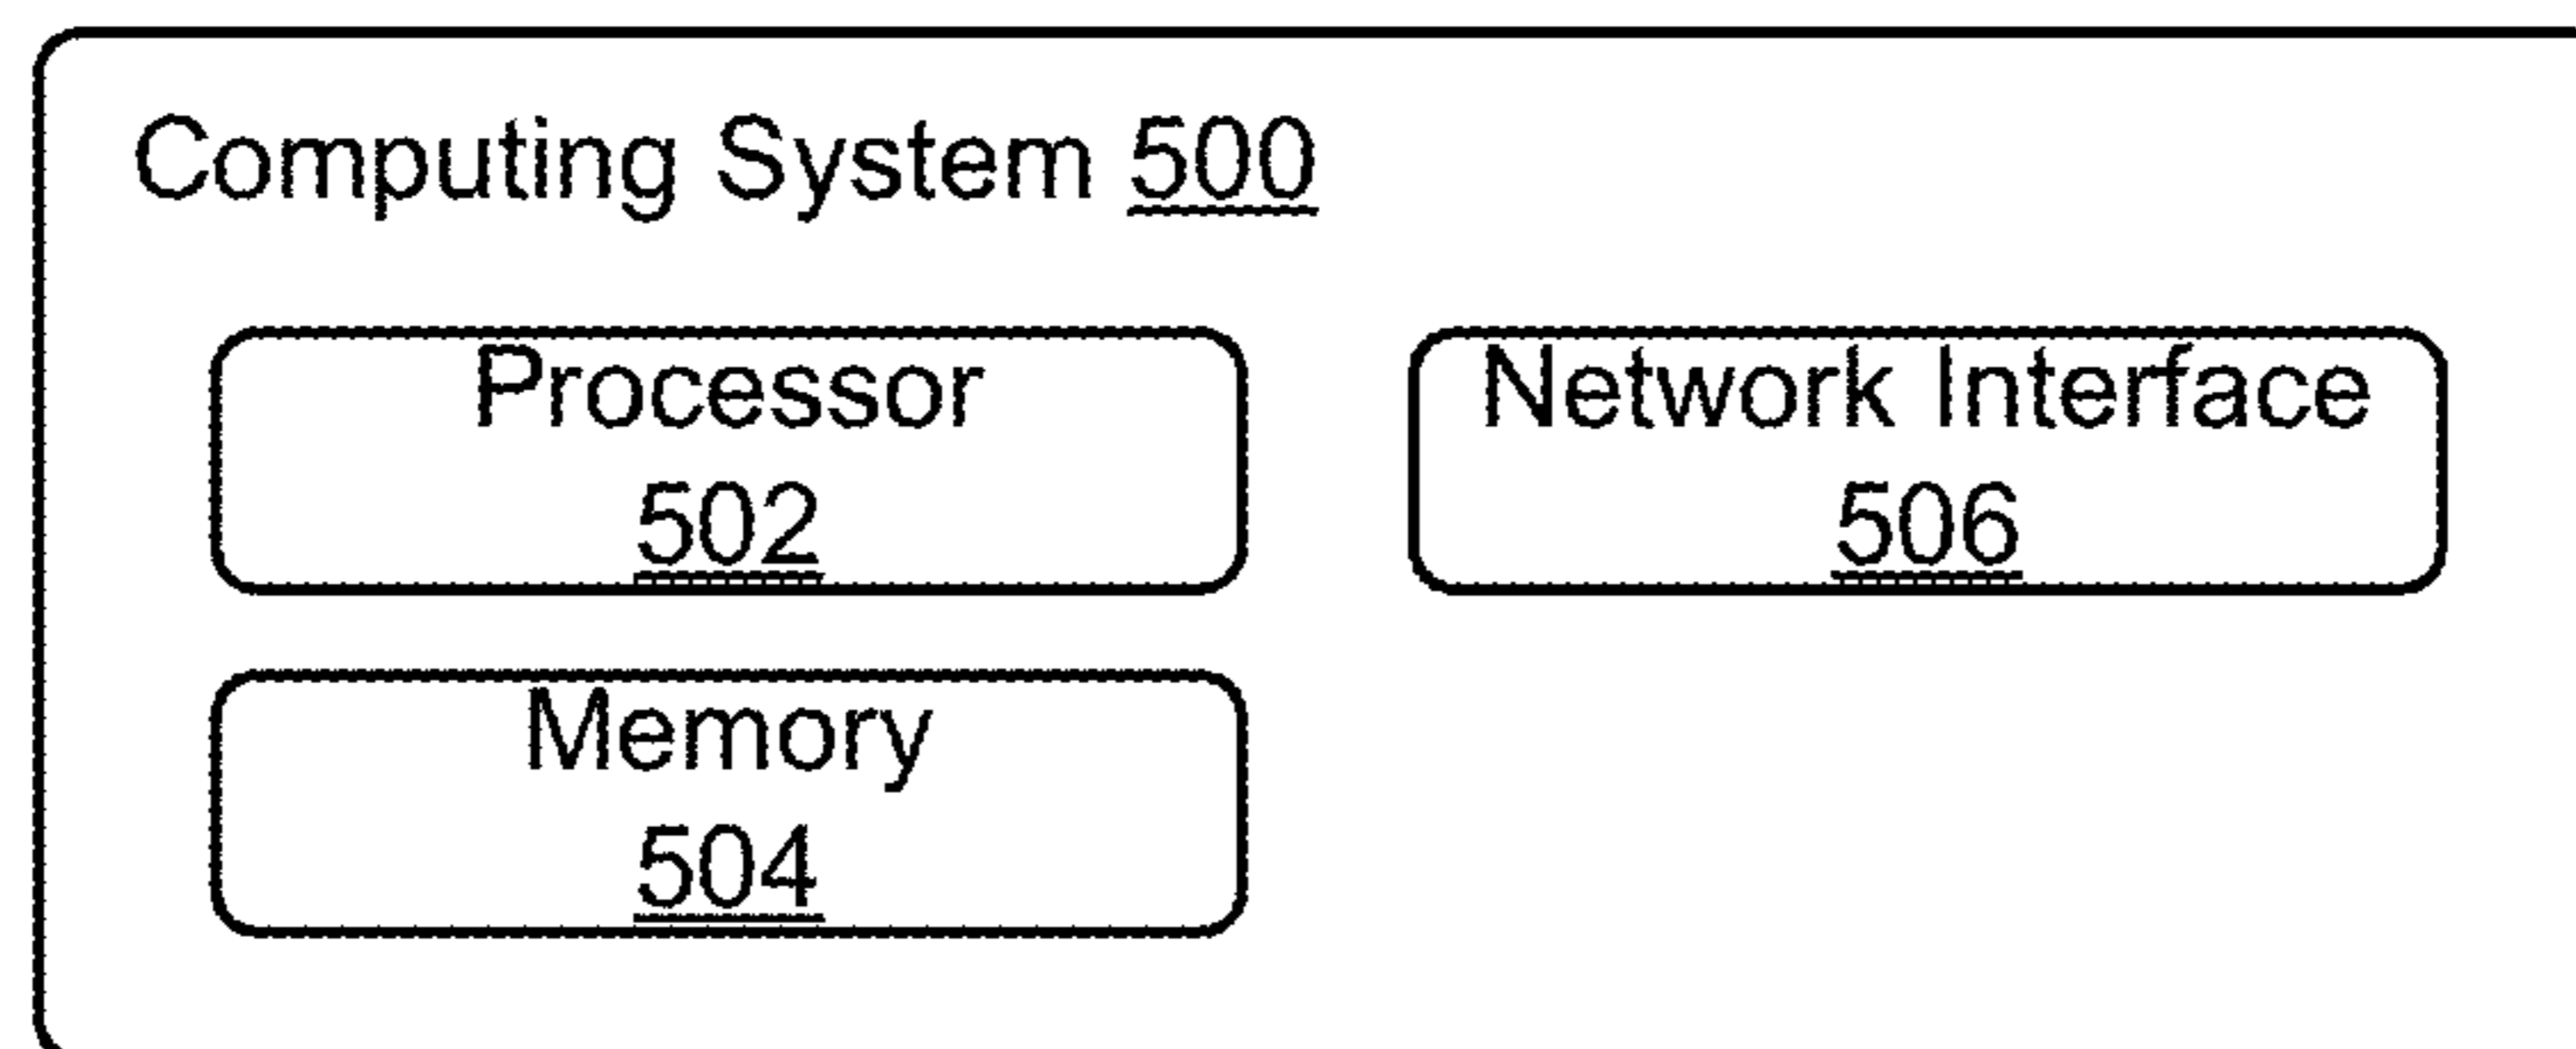 Computing System 500
Processor
502
Network Interface
506
Memory
504